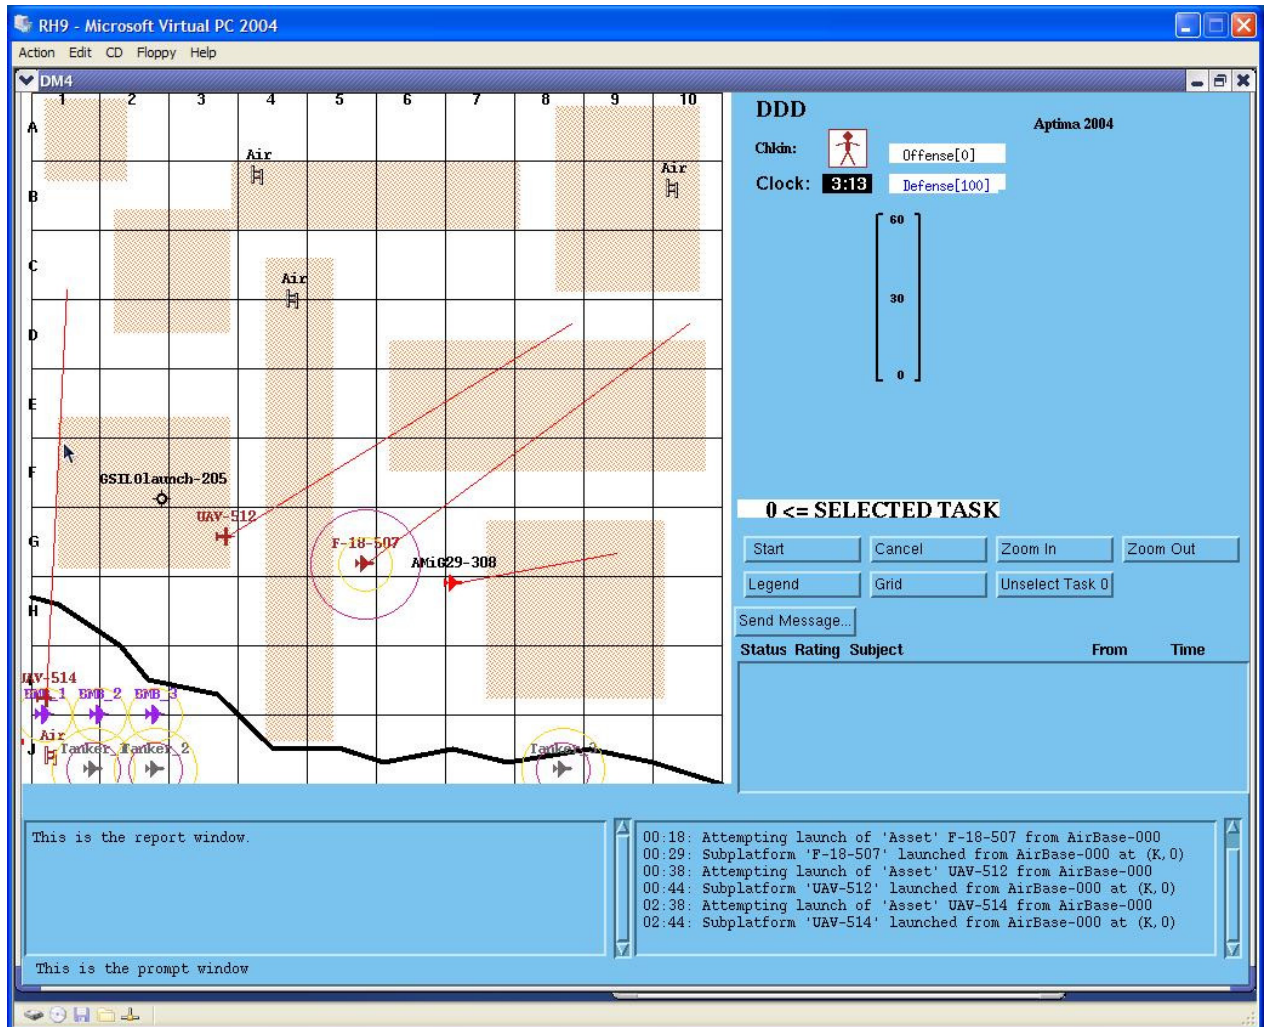 RH9 - Microsoft Virtual PC 2004
Action Edit CD Floppy Help
DM4
1 2 3 4 5 6 7 8 9 10
A
B
C
D
E
F
G
H
J
Air
Air
Air
GSILOlaunch-205
UAV-512
F-18-507
AMiG29-308
UAV-514
BMB_1 BMB_2 BMB_3
Air
Tanker_ Tanker_2
Tanker_3
DDD
Aptima 2004
Chkin:
Offense[0]
Clock: 3:13
Defense[100]
60
30
0
0 <= SELECTED TASK
Start Cancel Zoom In Zoom Out
Legend Grid Unselect Task 0
Send Message...
Status Rating Subject From Time
This is the report window.
00:18: Attempting launch of 'Asset' F-18-507 from AirBase-000
00:29: Subplatform 'F-18-507' launched from AirBase-000 at (K,0)
00:38: Attempting launch of 'Asset' UAV-512 from AirBase-000
00:44: Subplatform 'UAV-512' launched from AirBase-000 at (K,0)
02:38: Attempting launch of 'Asset' UAV-514 from AirBase-000
02:44: Subplatform 'UAV-514' launched from AirBase-000 at (K,0)
This is the prompt window